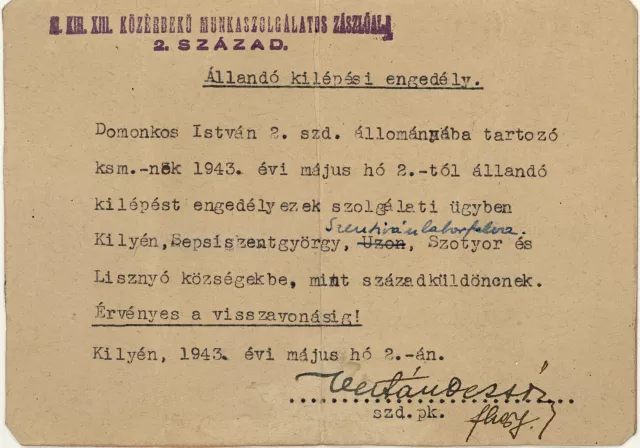 M. KIR. XIII. KÖZÉRDEKŰ MUNKASZOLGÁLATOS ZÁSZLÓALJ
2. SZÁZAD.
Állandó kilépési engedély.
Domonkos István 2. szd. állományába tartozó
ksm.-nek 1943. évi május hó 2.-tól állandó
kilépést engedélyezek szolgálati ügyben
Szentivánlaborfalva.
Kilyén, Sepsiszentgyörgy, Uzon, Szotyor és
Lisznyó községekbe, mint századküldöncnek.
Érvényes a visszavonásig!
Kilyén, 1943. évi május hó 2.-án.
szd.pk.